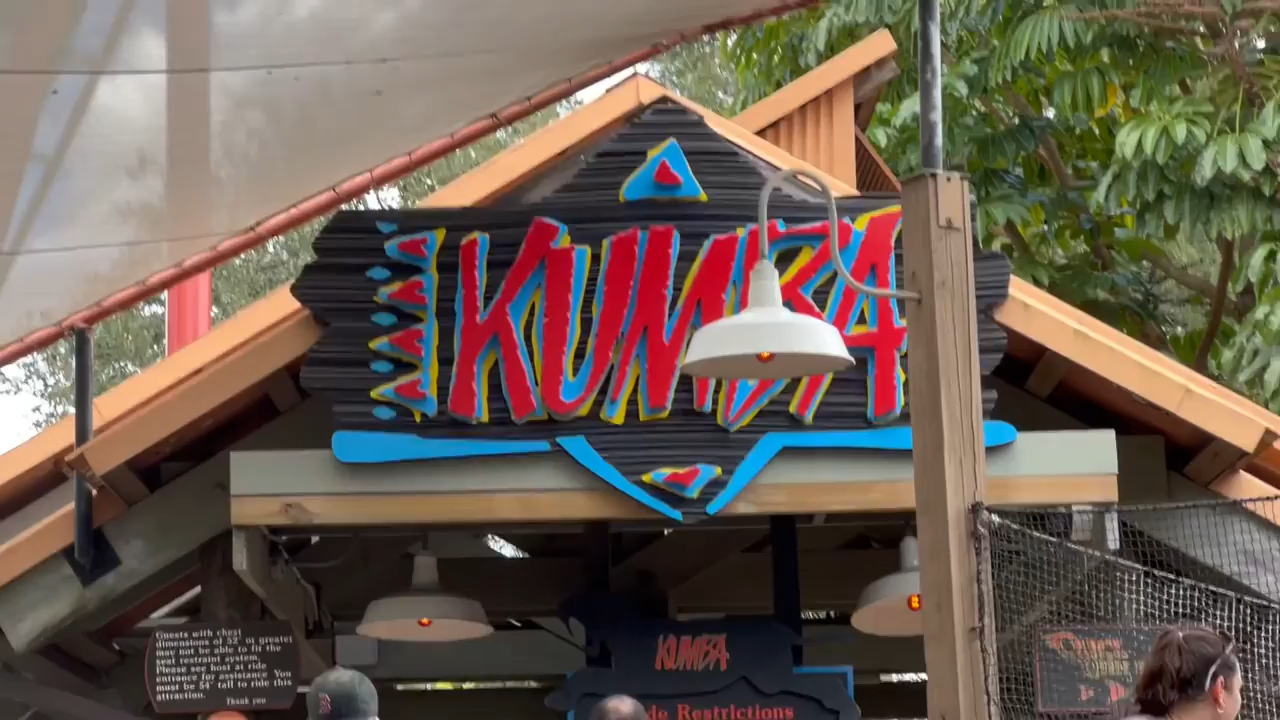 KUMBA
Guests with chest
dimensions of 52" or greater
may not be able to fit the
seat restraint system.
Please see host at ride
entrance for assistance. You
must be 54" tall to ride this
attraction.
Thank you
KUMBA
Restrictions